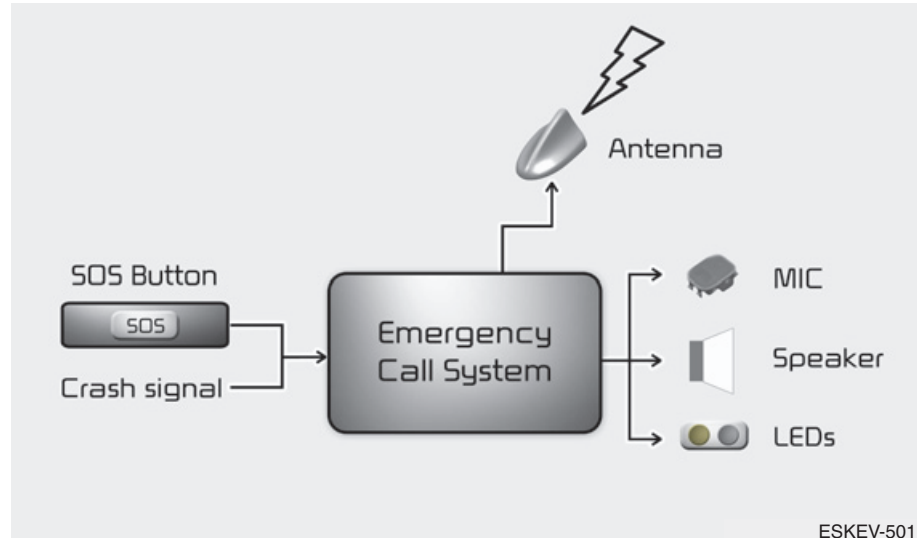 Antenna
SOS Button
SOS
Crash signal
Emergency
Call System
MIC
Speaker
LEDs
ESKEV-501